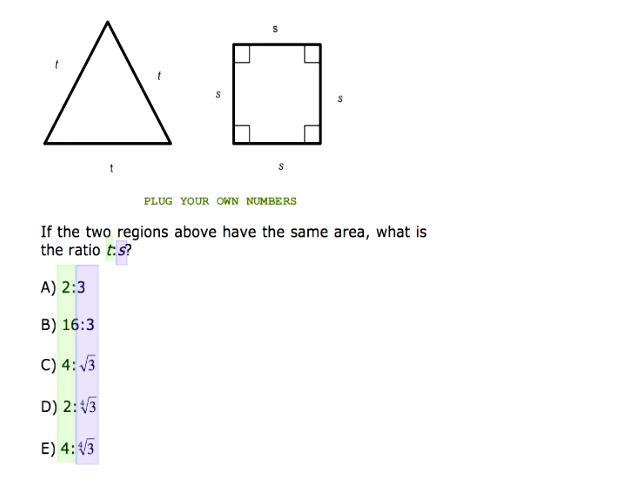 s
t
t
s
s
t
s
PLUG YOUR OWN NUMBERS
If the two regions above have the same area, what is
the ratio t:s?
A) 2:3
B) 16:3
C) 4:√3
D) 2:∜3
E) 4:∜3